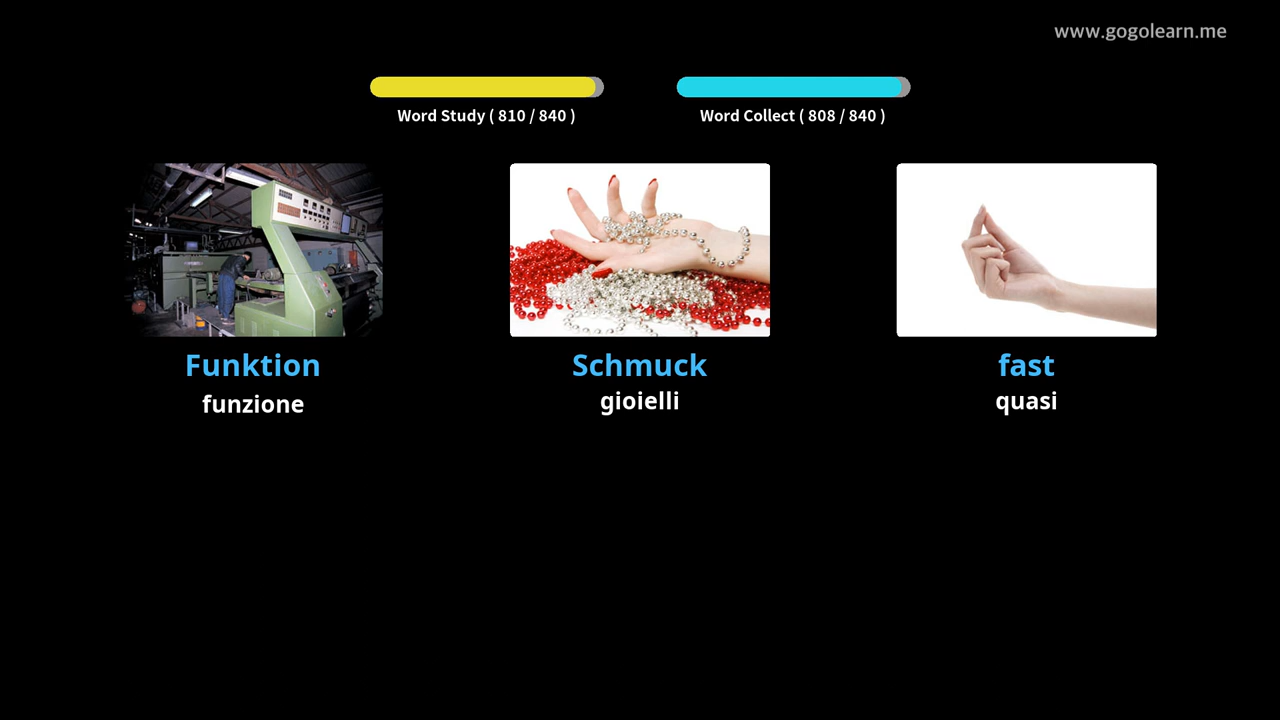 www.gogolearn.me
Word Study ( 810 / 840 )
Word Collect ( 808 / 840 )
Funktion
funzione
Schmuck
gioielli
fast
quasi